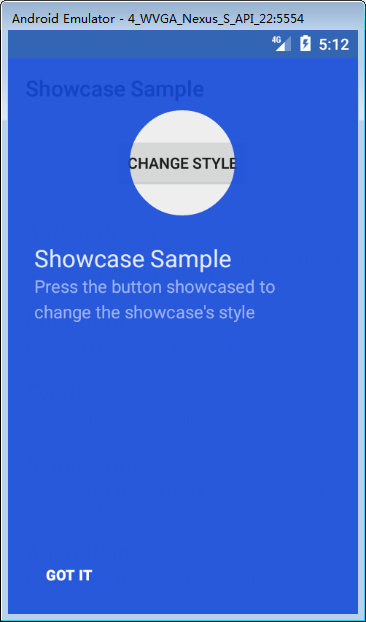 Android Emulator - 4_WVGA_Nexus_S_API_22:5554
4G 5:12
Showcase Sample
CHANGE STYLE
Showcase Sample
Press the button showcased to
change the showcase's style
GOT IT